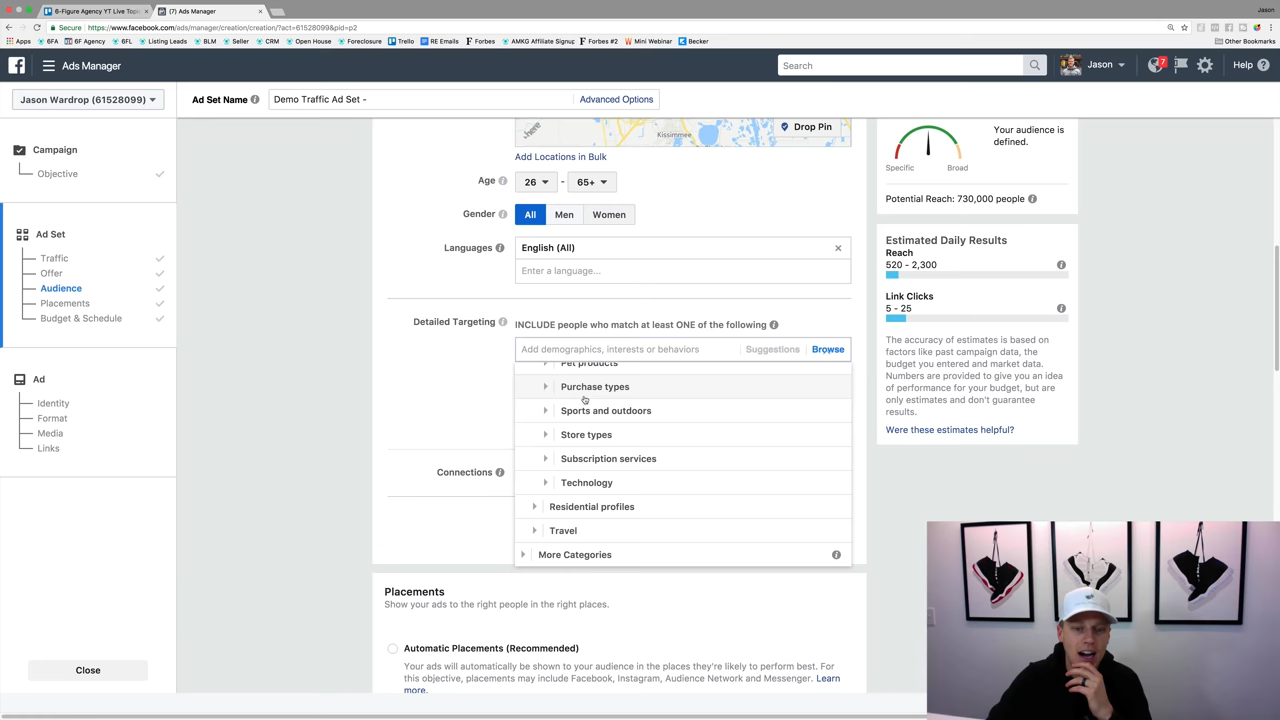 6-Figure Agency YT Live Topi
(7) Ads Manager
Jason
Secure
https://www.facebook.com/ads/manager/creation/creation/?act=61528099&pid=p2
Apps
6FA
6F Agency
6FL
Listing Leads
BLM
Seller
CRM
Open House
Foreclosure
Trello
RE Emails
Forbes
AMKG Affiliate Signup
Forbes #2
Mini Webinar
Becker
Other Bookmarks
Ads Manager
Search
Jason
7
Help
Jason Wardrop (61528099)
Ad Set Name
Demo Traffic Ad Set -
Advanced Options
Campaign
Objective
Ad Set
Traffic
Offer
Audience
Placements
Budget & Schedule
Ad
Identity
Format
Media
Links
Close
here
Kissimmee
Drop Pin
Add Locations in Bulk
Age
26
-
65+
Gender
All
Men
Women
Languages
English (All)
Enter a language...
Detailed Targeting
INCLUDE people who match at least ONE of the following
Add demographics, interests or behaviors
Suggestions
Browse
Pet products
Purchase types
Sports and outdoors
Store types
Subscription services
Technology
Residential profiles
Travel
More Categories
Connections
Placements
Show your ads to the right people in the right places.
Automatic Placements (Recommended)
Your ads will automatically be shown to your audience in the places they're likely to perform best. For
this objective, placements may include Facebook, Instagram, Audience Network and Messenger. Learn
more.
Your audience is
defined.
Specific
Broad
Potential Reach: 730,000 people
Estimated Daily Results
Reach
520 - 2,300
Link Clicks
5 - 25
The accuracy of estimates is based on
factors like past campaign data, the
budget you entered and market data.
Numbers are provided to give you an idea
of performance for your budget, but are
only estimates and don't guarantee
results.
Were these estimates helpful?